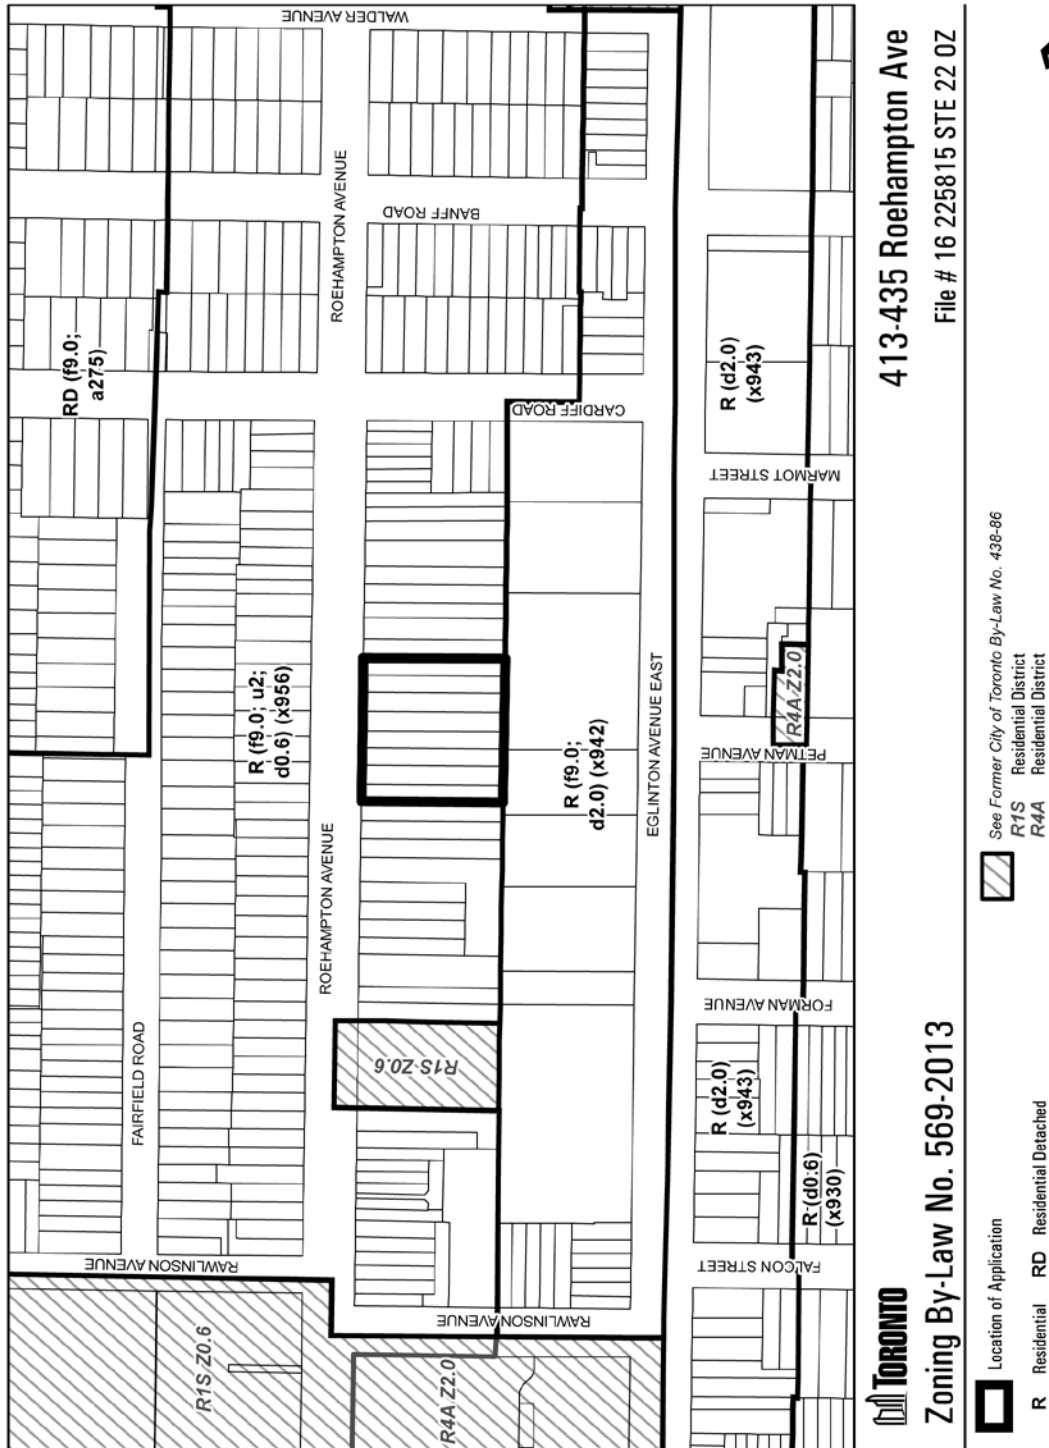 WALDER AVENUE
ROEHAMPTON AVENUE
BANFF ROAD
RD (f9.0;
a275)
CARDIFF ROAD
R (d2.0)
(x943)
MARMOT STREET
R (f9.0; u2;
d0.6) (x956)
R (f9.0;
d2.0) (x942)
EGLINTON AVENUE EAST
R4A Z2.0
PETMAN AVENUE
ROEHAMPTON AVENUE
FORMAN AVENUE
FAIRFIELD ROAD
R1S Z0.6
R (d2.0)
(x943)
R (d0.6)
(x930)
RAWLINSON AVENUE
FALCON STREET
RAWLINSON AVENUE
R1S Z0.6
R4A Z2.0
TORONTO
Zoning By-Law No. 569-2013
413-435 Roehampton Ave
File # 16 225815 STE 22 OZ
Location of Application
R Residential
RD Residential Detached
See Former City of Toronto By-Law No. 438-86
R1S Residential District
R4A Residential District